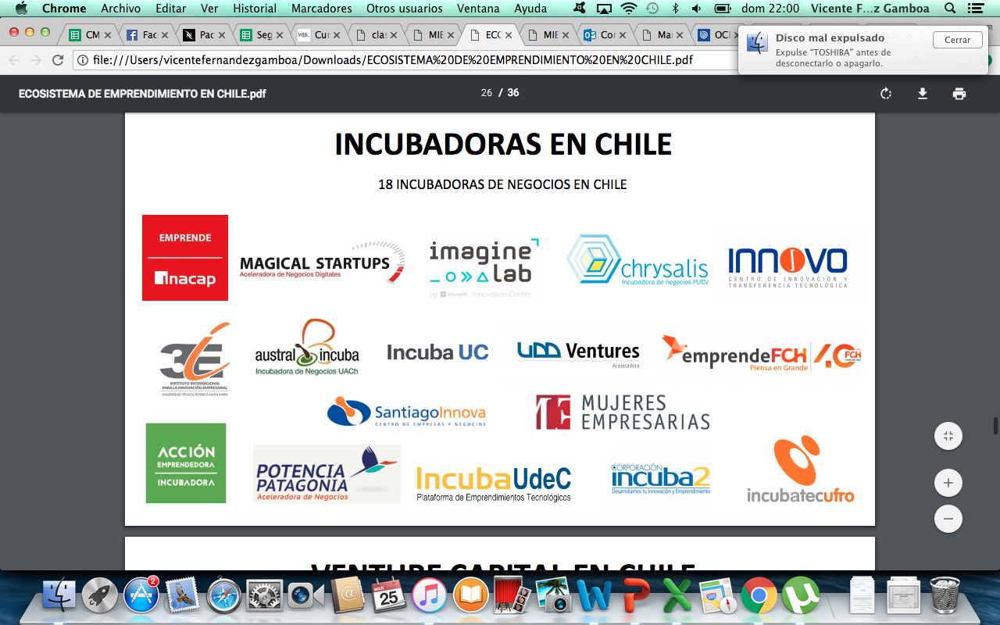 Chrome Archivo Editar Ver Historial Marcadores Otros usuarios Ventana Ayuda dom 22:00 Vicente F...z Gamboa
CM Fac Pac Seg Cur clas MIE ECO MIE Cor Mar OCI
file:///Users/vicentefernandezgamboa/Downloads/ECOSISTEMA%20DE%20EMPRENDIMIENTO%20EN%20CHILE.pdf
Disco mal expulsado
Expulse “TOSHIBA” antes de
desconectarlo o apagarlo.
Cerrar
ECOSISTEMA DE EMPRENDIMIENTO EN CHILE.pdf 26 / 36
INCUBADORAS EN CHILE
18 INCUBADORAS DE NEGOCIOS EN CHILE
EMPRENDE
inacap
MAGICAL STARTUPS
Aceleradora de Negocios Digitales
imagine
lab
by Microsoft Innovation Center
chrysalis
Incubadora de negocios PUCV
INNOVO
CENTRO DE INNOVACIÓN Y
TRANSFERENCIA TECNOLÓGICA
3IE
INSTITUTO INTERNACIONAL
PARA LA INNOVACIÓN EMPRESARIAL
UNIVERSIDAD TÉCNICA FEDERICO SANTA MARÍA
austral incuba
Incubadora de Negocios UACh
Incuba UC
UDD Ventures
Aceleradora
emprendeFCH
Piensa en Grande
40 FCH
SantiagoInnova
CENTRO DE EMPRESAS Y NEGOCIOS
MUJERES
EMPRESARIAS
ACCIÓN
EMPRENDEDORA
INCUBADORA
POTENCIA
PATAGONIA
Aceleradora de Negocios
IncubaUdeC
Plataforma de Emprendimientos Tecnológicos
CORPORACIÓN
incuba2
Desarrollamos tu Innovación y Emprendimiento
incubatecufro
VENTURE CAPITAL EN CHILE
2
MAR
25